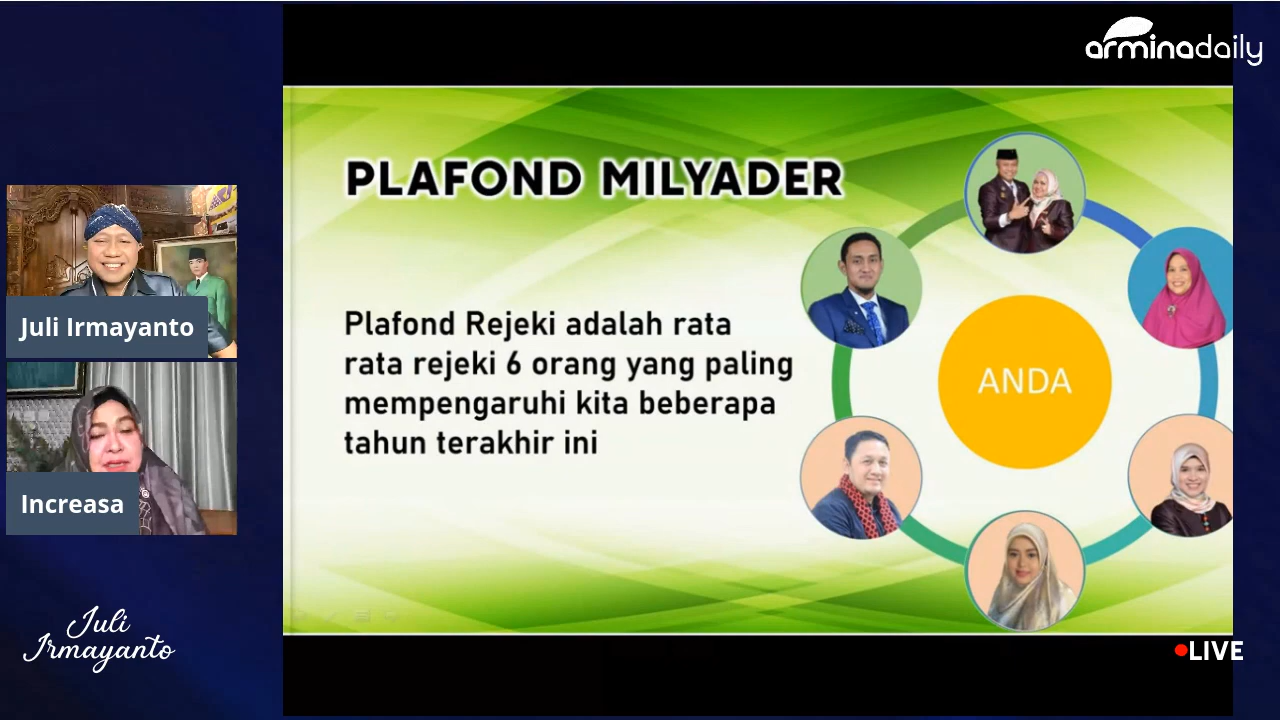 arminadaily
PLAFOND MILYADER
Plafond Rejeki adalah rata
rata rejeki 6 orang yang paling
mempengaruhi kita beberapa
tahun terakhir ini
ANDA
Juli Irmayanto
Increasa
Juli
Irmayanto
LIVE